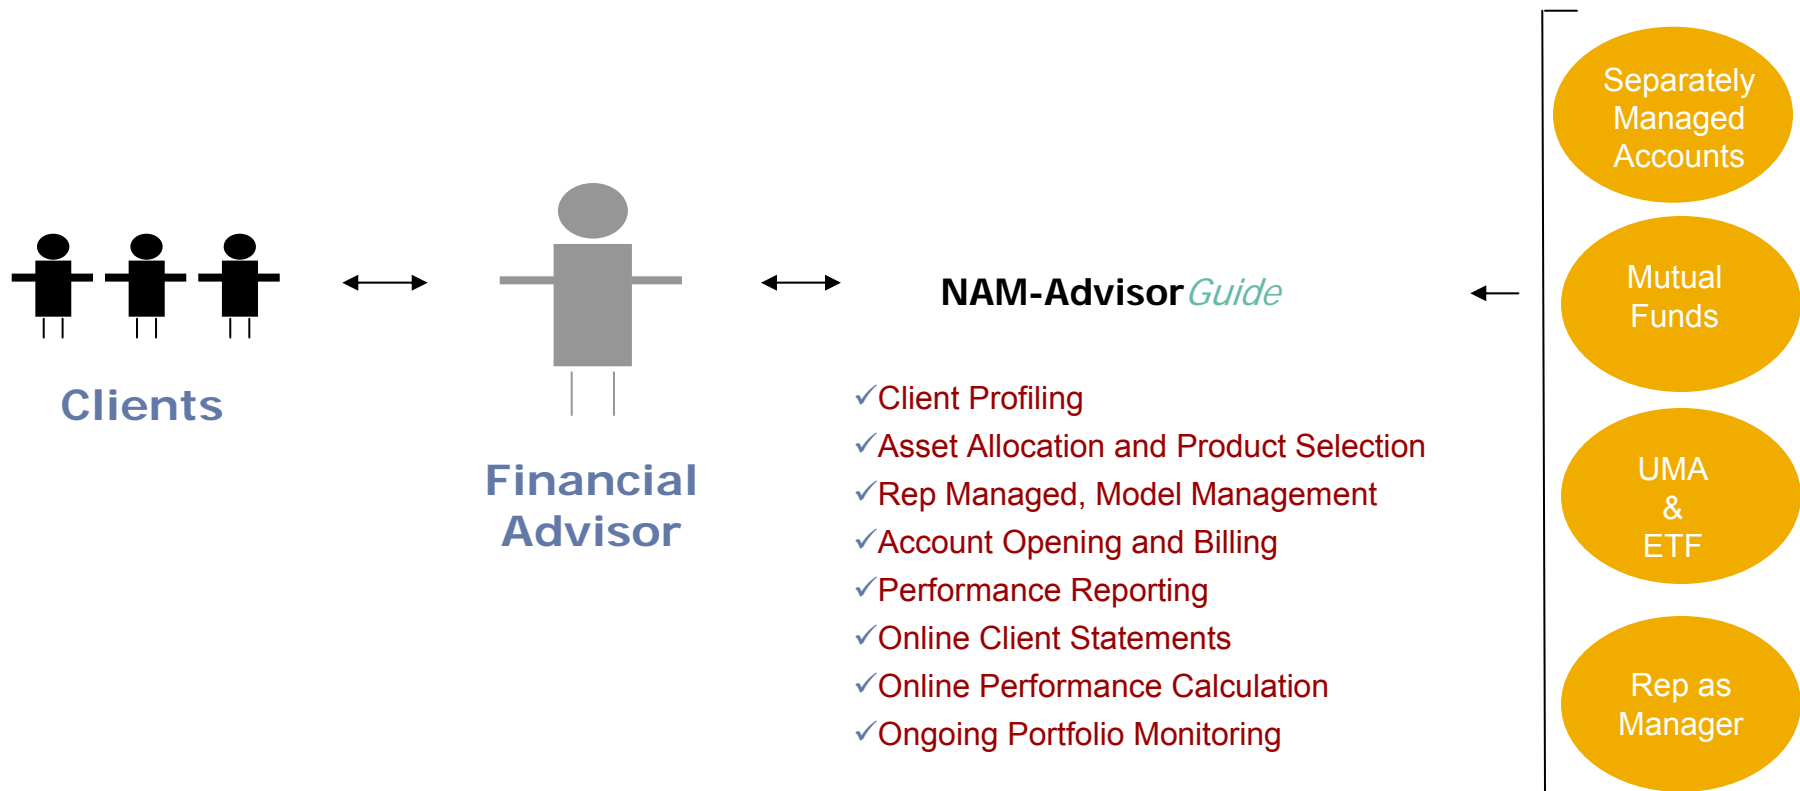 Clients
Financial
Advisor
NAM-Advisor Guide
✓Client Profiling
✓Asset Allocation and Product Selection
✓Rep Managed, Model Management
✓Account Opening and Billing
✓Performance Reporting
✓Online Client Statements
✓Online Performance Calculation
✓Ongoing Portfolio Monitoring
Separately
Managed
Accounts
Mutual
Funds
UMA
&
ETF
Rep as
Manager